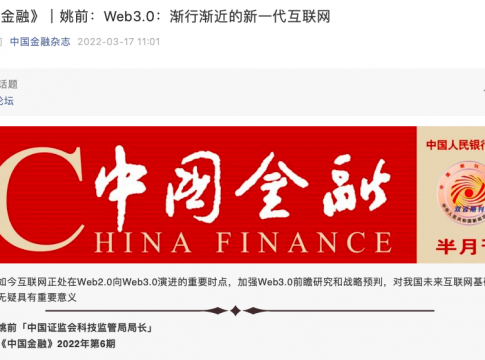 金融》｜姚前：Web3.0：渐行渐近的新一代互联网
中国金融杂志 2022-03-17 11:01
话题
论坛
中国金融
CHINA FINANCE
中国人民银行
半月刊
如今互联网正处在Web2.0向Web3.0演进的重要时点，加强Web3.0前瞻研究和战略预判，对我国未来互联网基础
无疑具有重要意义
姚前「中国证监会科技监管局局长」
《中国金融》2022年第6期